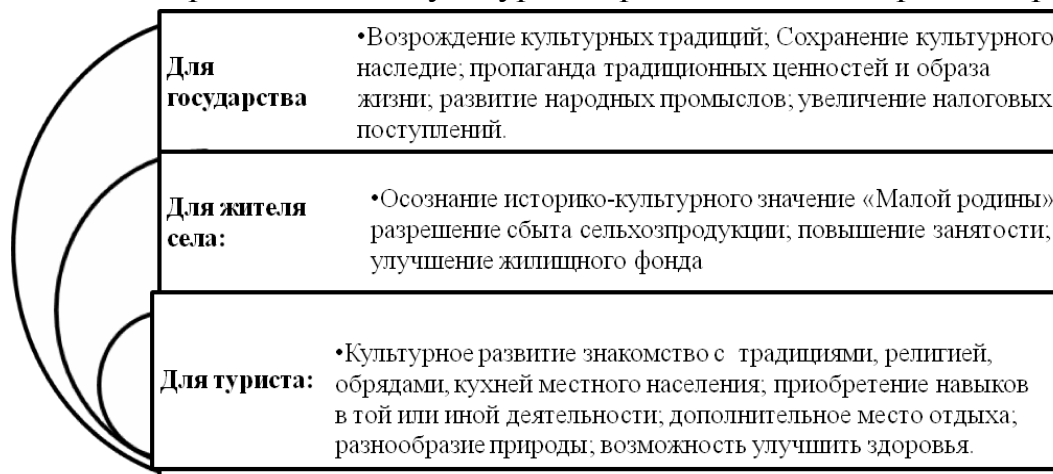 Для
государства
•Возрождение культурных традиций; Сохранение культурного
наследие; пропаганда традиционных ценностей и образа
жизни; развитие народных промыслов; увеличение налоговых
поступлений.
Для жителя
села:
•Осознание историко-культурного значение «Малой родины»
разрешение сбыта сельхозпродукции; повышение занятости;
улучшение жилищного фонда
Для туриста:
•Культурное развитие знакомство с традициями, религией,
обрядами, кухней местного населения; приобретение навыков
в той или иной деятельности; дополнительное место отдыха;
разнообразие природы; возможность улучшить здоровья.